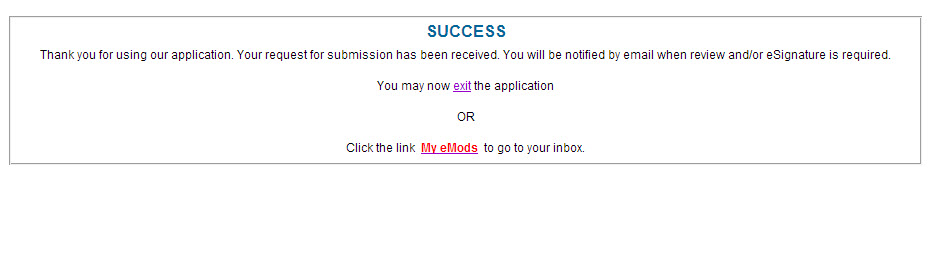 SUCCESS
Thank you for using our application. Your request for submission has been received. You will be notified by email when review and/or eSignature is required.
You may now exit the application
OR
Click the link My eMods to go to your inbox.